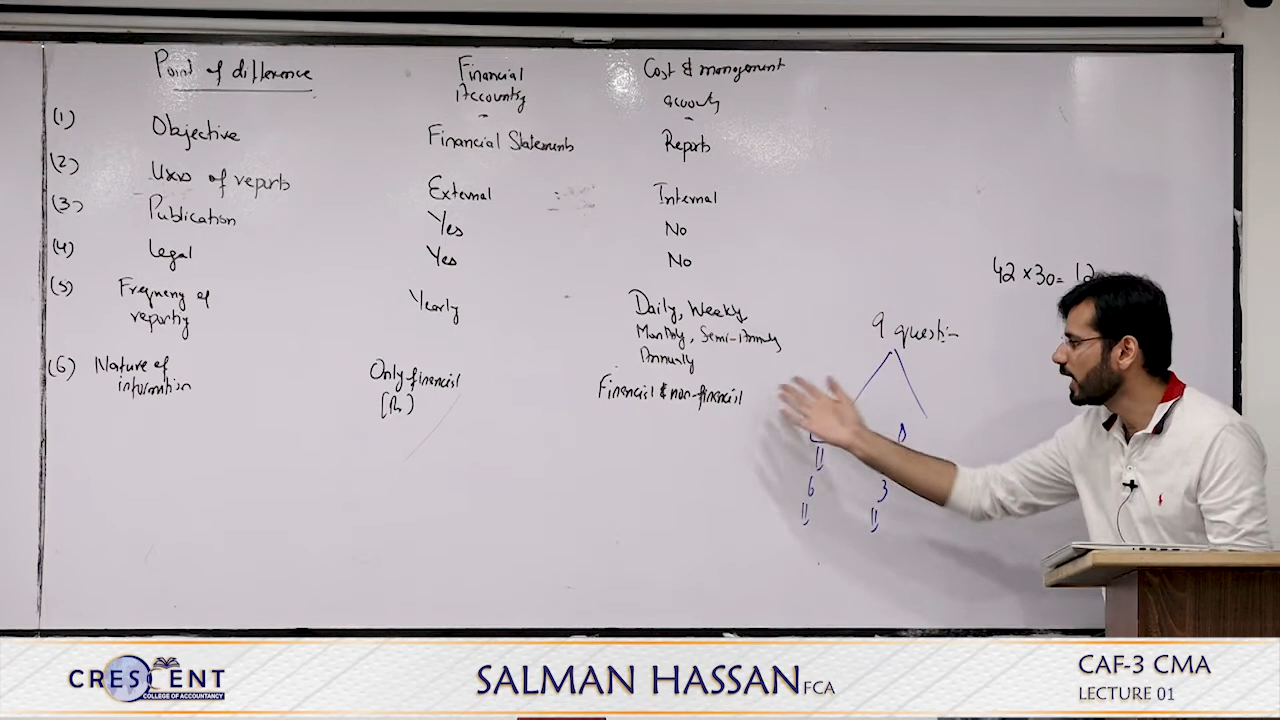 Point of difference
Financial Accounting
Cost & management accounting
(1) Objective Financial Statements Reports
(2) Users of reports External Internal
(3) Publication Yes No
(4) Legal Yes No
(5) Frequency of reporting Yearly Daily, Weekly, Monthly, Semi-Annually Annually
(6) Nature of information Only financial (Rs) Financial & non-financial
42 × 30 = 12
9 questi
6 3
CRESCENT
COLLEGE OF ACCOUNTANCY
SALMAN HASSAN FCA
CAF-3 CMA
LECTURE 01